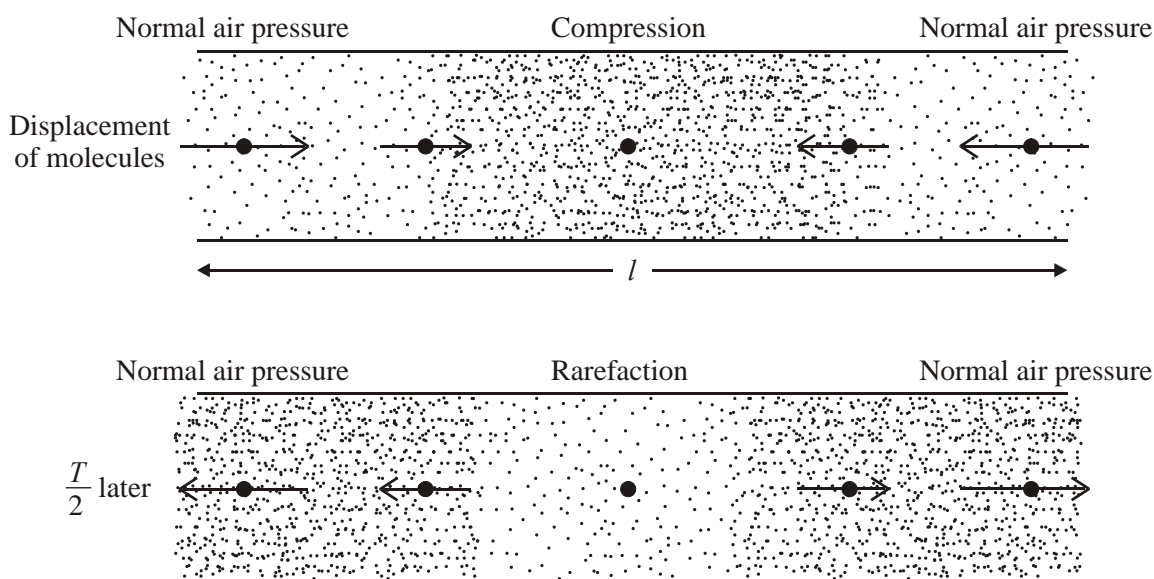 Normal air pressure Compression Normal air pressure
Displacement
of molecules
l
Normal air pressure Rarefaction Normal air pressure
T/2 later